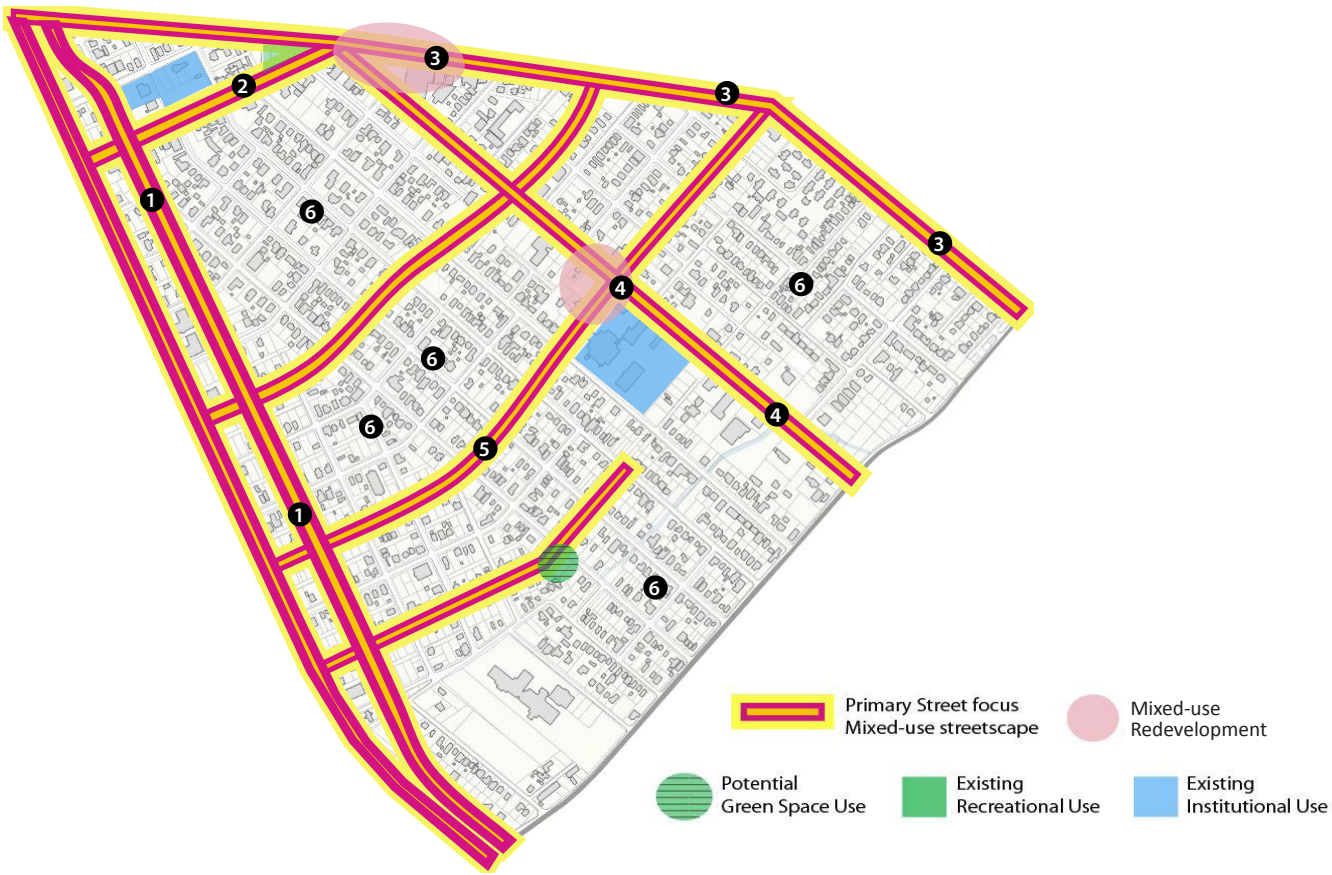 3
2
3
1
6
3
6
4
6
4
6
5
1
6
Primary Street focus
Mixed-use streetscape
Mixed-use
Redevelopment
Potential
Green Space Use
Existing
Recreational Use
Existing
Institutional Use